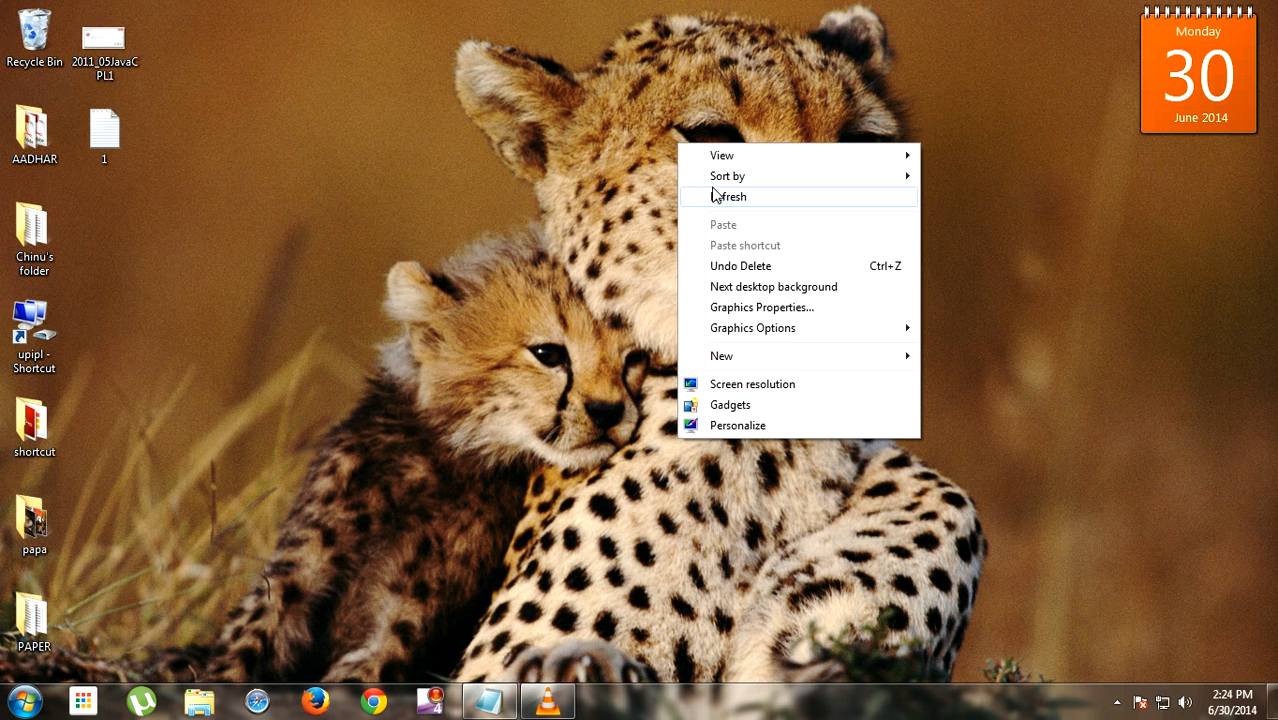 Recycle Bin
2011_05JavaC
PL1
AADHAR
1
Chinu's
folder
upipl -
Shortcut
shortcut
papa
PAPER
Monday
30
June 2014
View
Sort by
fresh
Paste
Paste shortcut
Undo Delete Ctrl+Z
Next desktop background
Graphics Properties...
Graphics Options
New
Screen resolution
Gadgets
Personalize
4
2:24 PM
6/30/2014